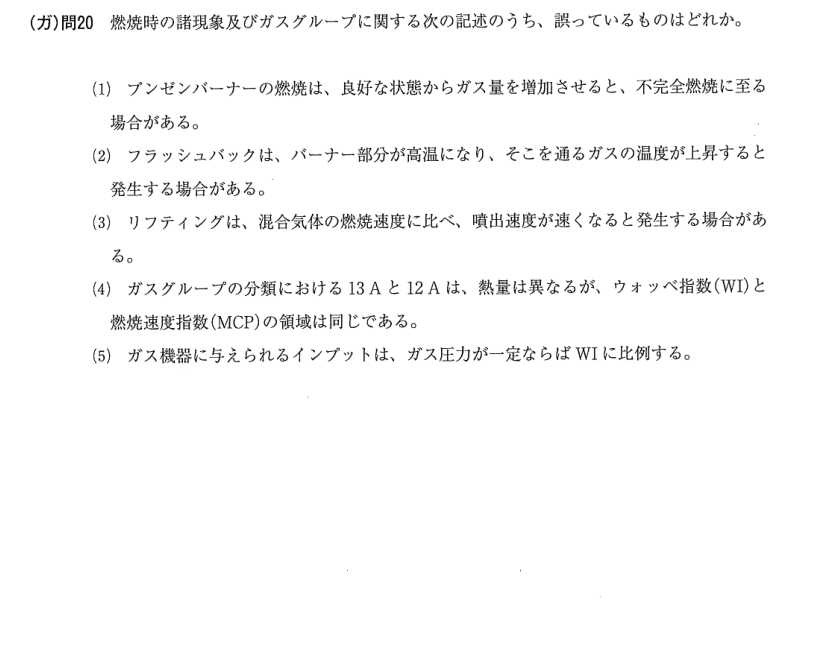 (ガ)問20　燃焼時の諸現象及びガスグループに関する次の記述のうち、誤っているものはどれか。
(1)　ブンゼンバーナーの燃焼は、良好な状態からガス量を増加させると、不完全燃焼に至る
場合がある。
(2)　フラッシュバックは、バーナー部分が高温になり、そこを通るガスの温度が上昇すると
発生する場合がある。
(3)　リフティングは、混合気体の燃焼速度に比べ、噴出速度が速くなると発生する場合があ
る。
(4)　ガスグループの分類における 13 A と 12 A は、熱量は異なるが、ウォッベ指数(WI)と
燃焼速度指数(MCP)の領域は同じである。
(5)　ガス機器に与えられるインプットは、ガス圧力が一定ならば WI に比例する。